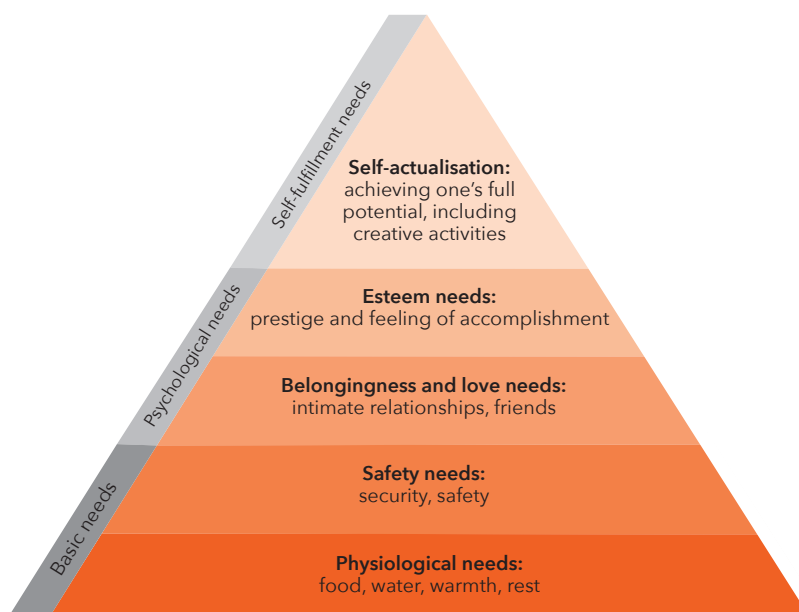 Self-fulfillment needs
Self-actualisation:
achieving one's full
potential, including
creative activities
Psychological needs
Esteem needs:
prestige and feeling of accomplishment
Belongingness and love needs:
intimate relationships, friends
Basic needs
Safety needs:
security, safety
Physiological needs:
food, water, warmth, rest